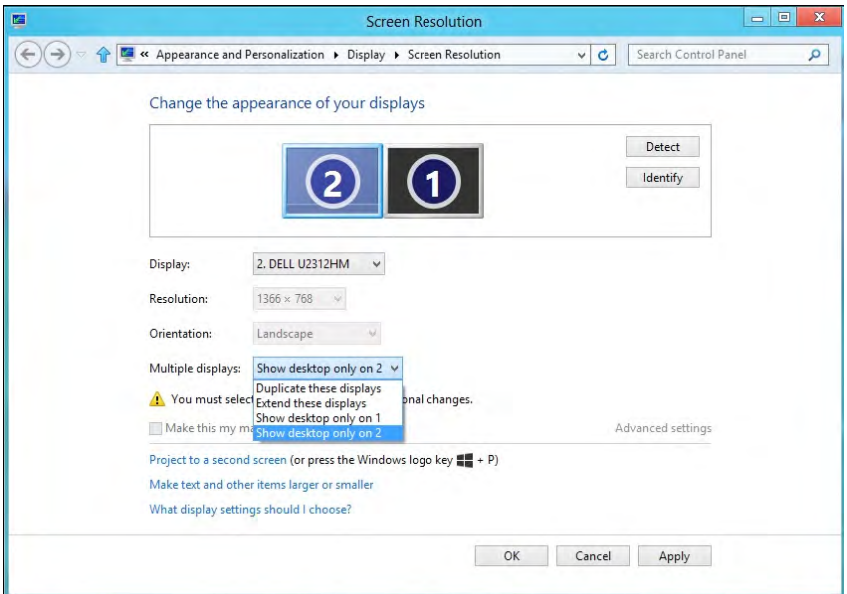 Screen Resolution
« Appearance and Personalization ▸ Display ▸ Screen Resolution
Search Control Panel
Change the appearance of your displays
2
1
Detect
Identify
Display: 2. DELL U2312HM
Resolution: 1366 × 768
Orientation: Landscape
Multiple displays: Show desktop only on 2
Duplicate these displays
Extend these displays
Show desktop only on 1
Show desktop only on 2
You must select onal changes.
Make this my ma
Advanced settings
Project to a second screen (or press the Windows logo key + P)
Make text and other items larger or smaller
What display settings should I choose?
OK Cancel Apply